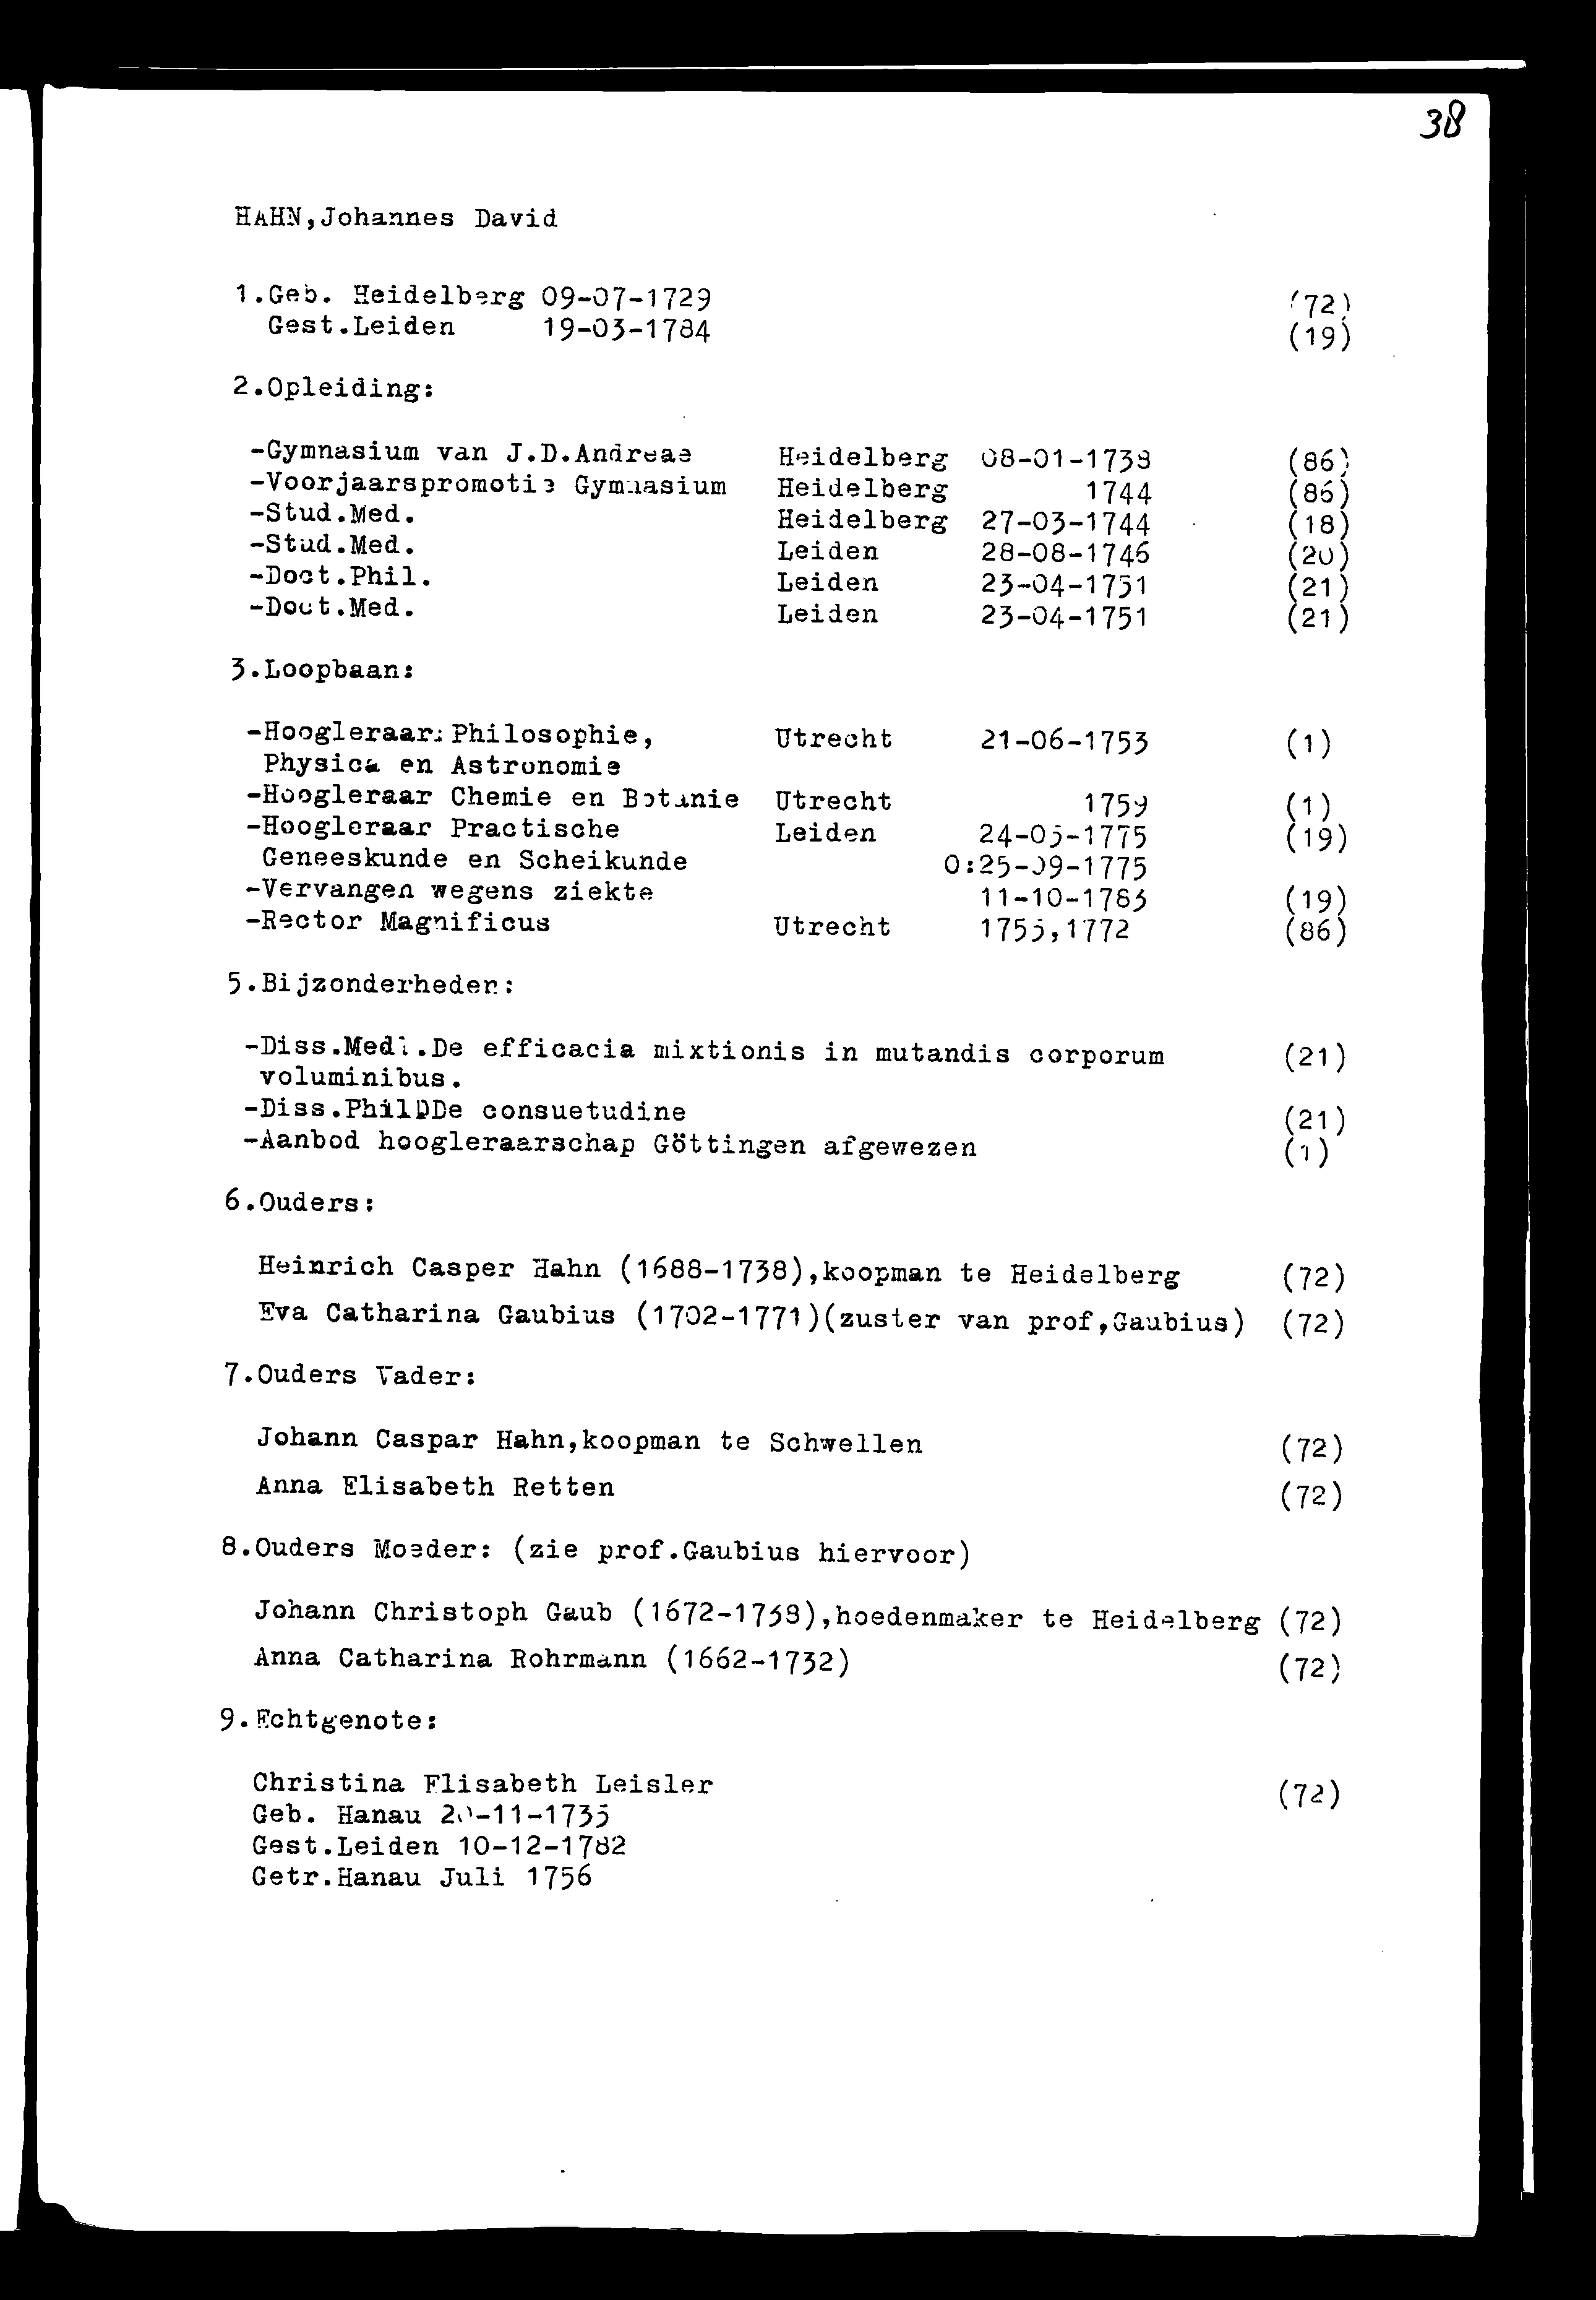 38
HAHN,Johannes David
1.Geb. Heidelberg 09-07-1729 (72)
Gest.Leiden 19-03-1784 (19)
2.Opleiding:
-Gymnasium van J.D.Andreae Heidelberg 08-01-1738 (86)
-Voorjaarspromotie Gymnasium Heidelberg 1744 (86)
-Stud.Med. Heidelberg 27-03-1744 (18)
-Stud.Med. Leiden 28-08-1746 (20)
-Doct.Phil. Leiden 23-04-1751 (21)
-Doct.Med. Leiden 23-04-1751 (21)
3.Loopbaan:
-Hoogleraar: Philosophie, Utrecht 21-06-1753 (1)
Physica en Astronomie
-Hoogleraar Chemie en Botanie Utrecht 1759 (1)
-Hoogleraar Practische Leiden (19)
Geneeskunde en Scheikunde 0:25-09-1775
-Vervangen wegens ziekte 11-10-1783 (19)
-Rector Magnificus Utrecht 1772 (86)
5.Bijzonderheden:
-Diss.Med.De efficacia mixtionis in mutandis corporum (21)
voluminibus.
-Diss.Phil De consuetudine (21)
-Aanbod hoogleraarschap Göttingen afgewezen (1)
6.Ouders:
Heinrich Casper Hahn (1688-1738),koopman te Heidelberg (72)
Eva Catharina Gaubius (1702-1771)(zuster van prof,Gaubius) (72)
7.Ouders Vader:
Johann Caspar Hahn,koopman te Schwellen (72)
Anna Elisabeth Retten (72)
8.Ouders Moeder: (zie prof.Gaubius hiervoor)
Johann Christoph Gaub (1672-1738),hoedenmaker te Heidelberg (72)
Anna Catharina Rohrmann (1662-1732) (72)
9.Echtgenote:
Christina Elisabeth Leisler (72)
Geb. Hanau
Gest.Leiden 10-12-1782
Getr.Hanau Juli 1756